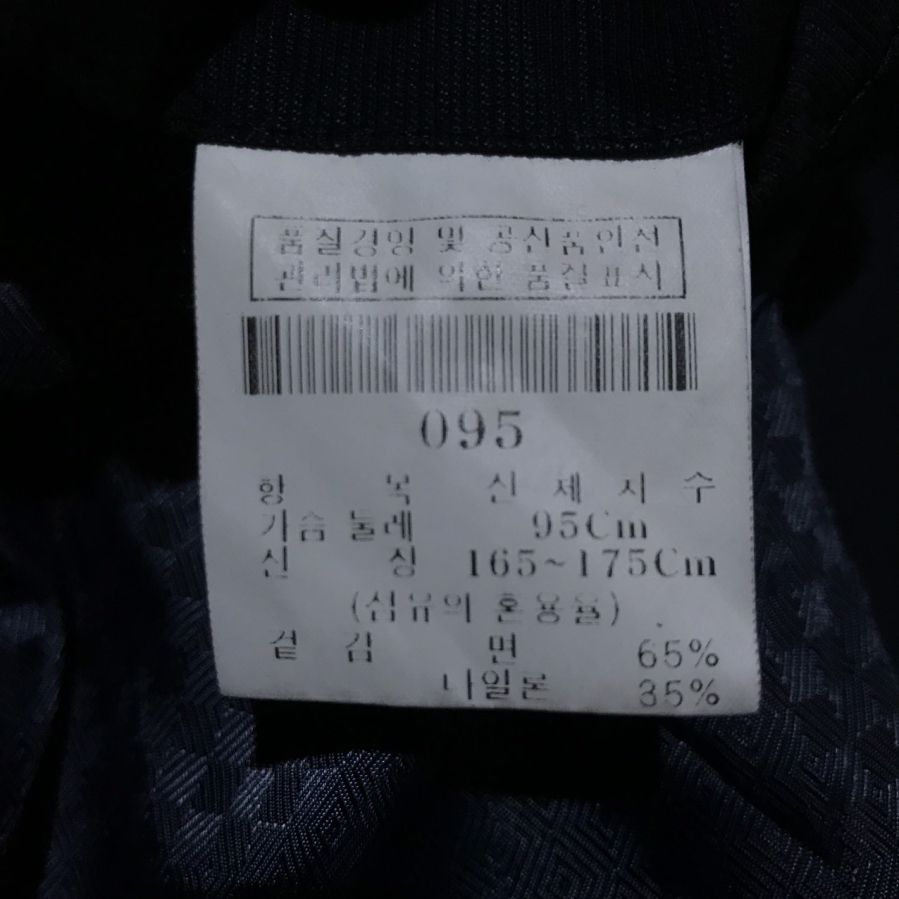 품질경영 및 공산품안전
관리법에 의한 품질표시
095
항 목 신체치수
가슴둘레 95Cm
신 장 165~175Cm
(섬유의 혼용율)
겉감 면 65%
나일론 35%